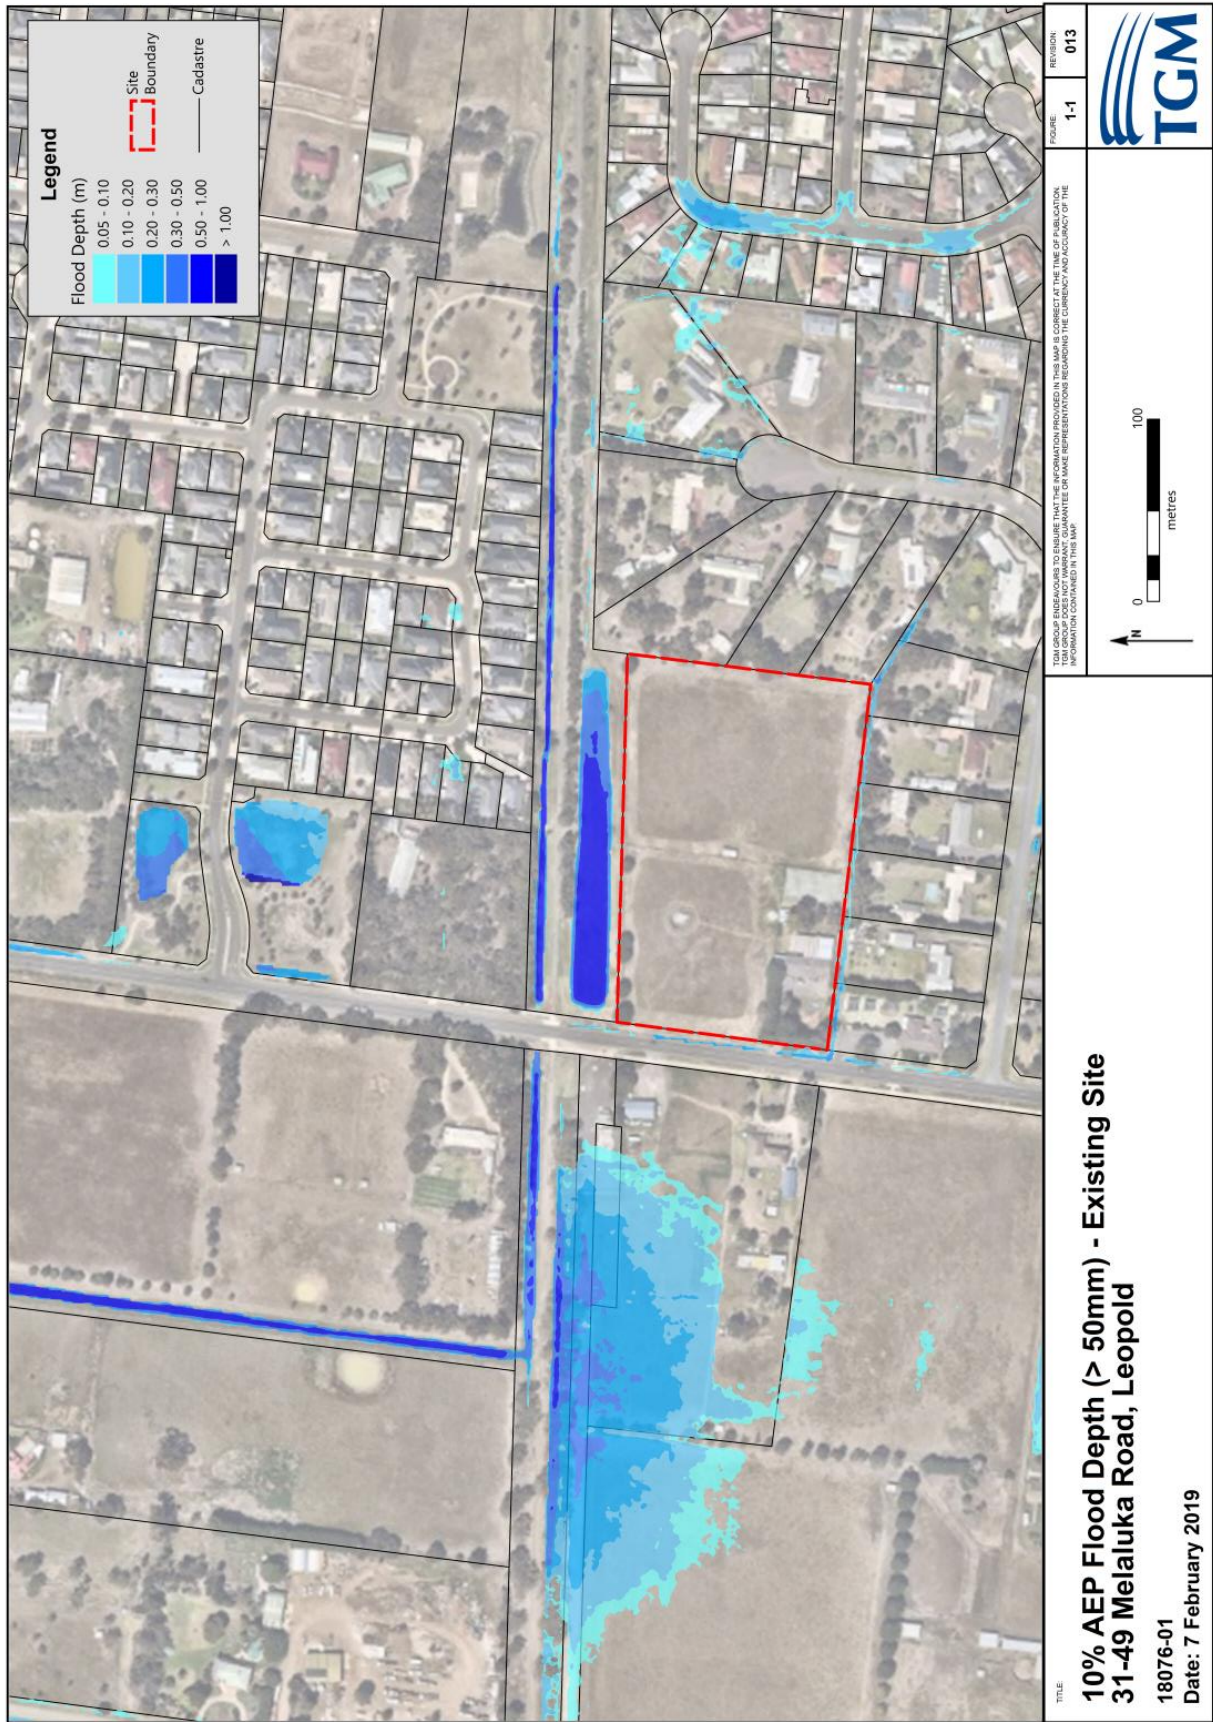 Legend
Flood Depth (m)
0.05 - 0.10
0.10 - 0.20
0.20 - 0.30
0.30 - 0.50
0.50 - 1.00
> 1.00
Site
Boundary
Cadastre
TITLE:
10% AEP Flood Depth (> 50mm) - Existing Site
31-49 Melaluka Road, Leopold
18076-01
Date: 7 February 2019
TGM GROUP ENDEAVOURS TO ENSURE THAT THE INFORMATION PROVIDED IN THIS MAP IS CORRECT AT THE TIME OF PUBLICATION.
TGM GROUP DOES NOT WARRANT, GUARANTEE OR MAKE REPRESENTATIONS REGARDING THE CURRENCY AND ACCURACY OF THE
INFORMATION CONTAINED IN THIS MAP.
N
0
100
metres
FIGURE:
1-1
REVISION:
013
TGM